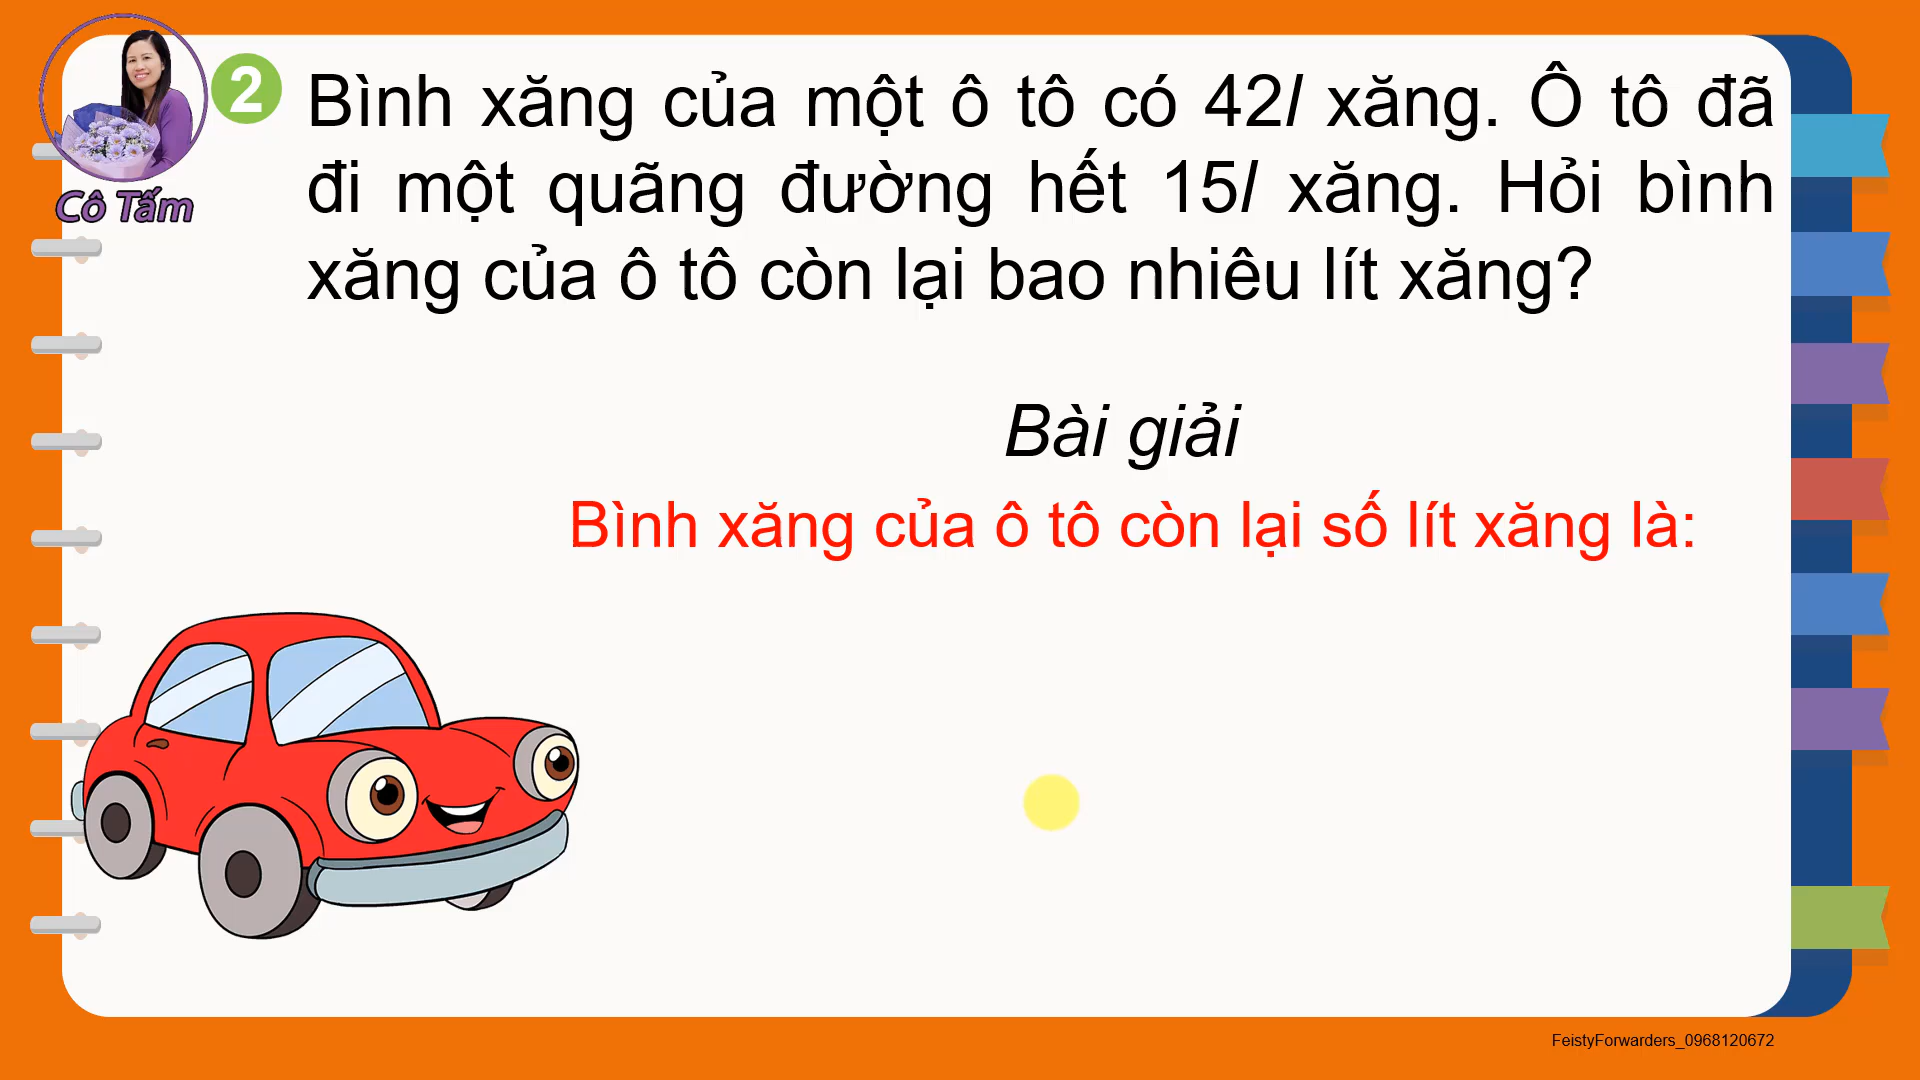 Cô Tấm
2
Bình xăng của một ô tô có 42l xăng. Ô tô đã
đi một quãng đường hết 15l xăng. Hỏi bình
xăng của ô tô còn lại bao nhiêu lít xăng?
Bài giải
Bình xăng của ô tô còn lại số lít xăng là:
FeistyForwarders_0968120672